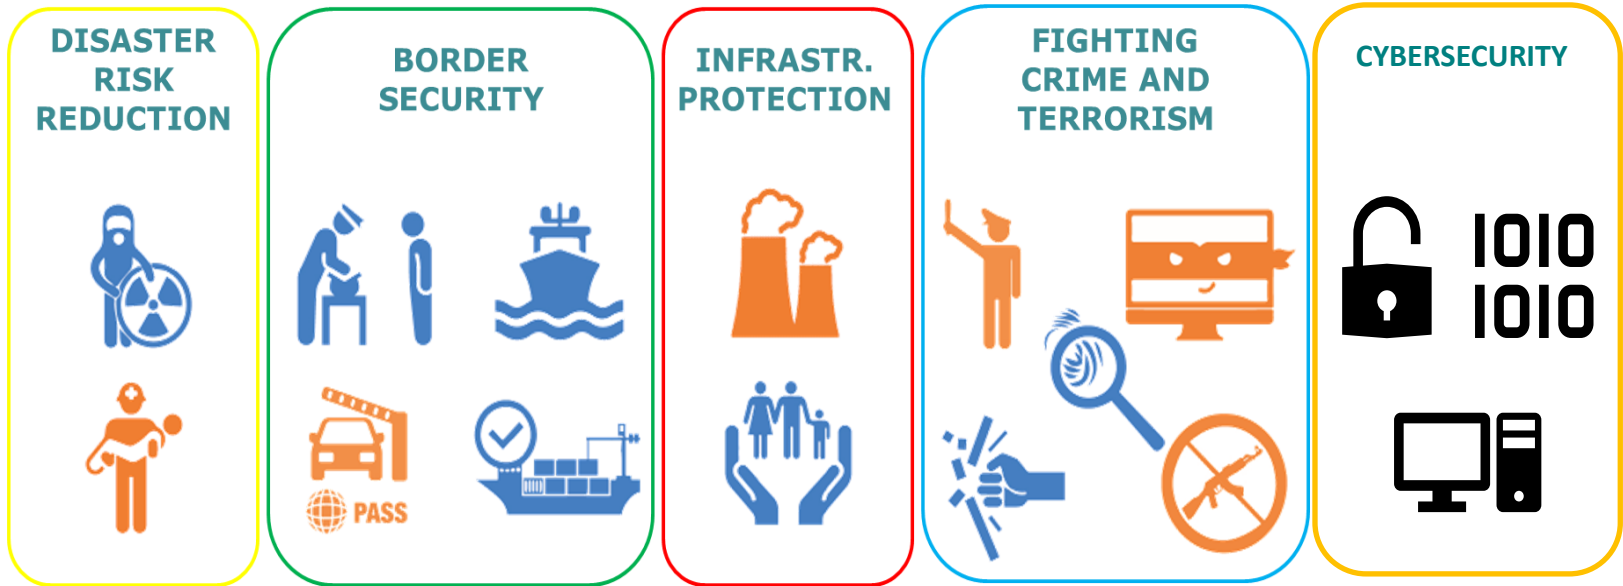 DISASTER
RISK
REDUCTION
BORDER
SECURITY
INFRASTR.
PROTECTION
FIGHTING
CRIME AND
TERRORISM
CYBERSECURITY
PASS
1010
1010